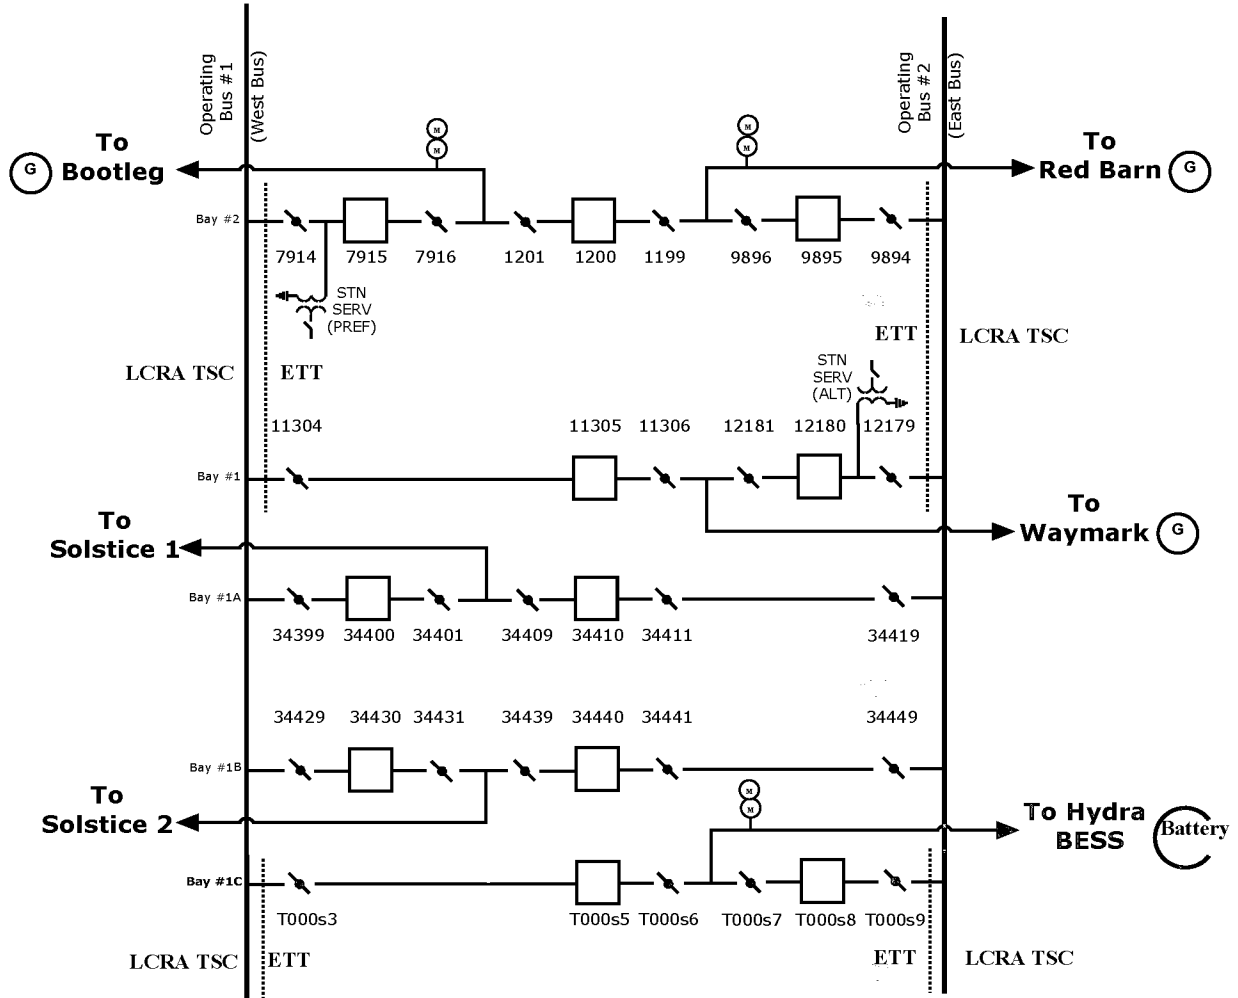 Operating
Bus #1
(West Bus)
Operating
Bus #2
(East Bus)
To
Bootleg
G
M
M
M
M
To
Red Barn
G
Bay #2
7914
7915
7916
1201
1200
1199
9896
9895
9894
STN
SERV
(PREF)
ETT
LCRA TSC
LCRA TSC
ETT
STN
SERV
(ALT)
11304
11305
11306
12181
12180
12179
Bay #1
To
Waymark
G
To
Solstice 1
Bay #1A
34399
34400
34401
34409
34410
34411
34419
34429
34430
34431
34439
34440
34441
34449
Bay #1B
To
Solstice 2
M
M
To Hydra
BESS
Battery
Bay #1C
T000s3
T000s5
T000s6
T000s7
T000s8
T000s9
LCRA TSC
ETT
ETT
LCRA TSC